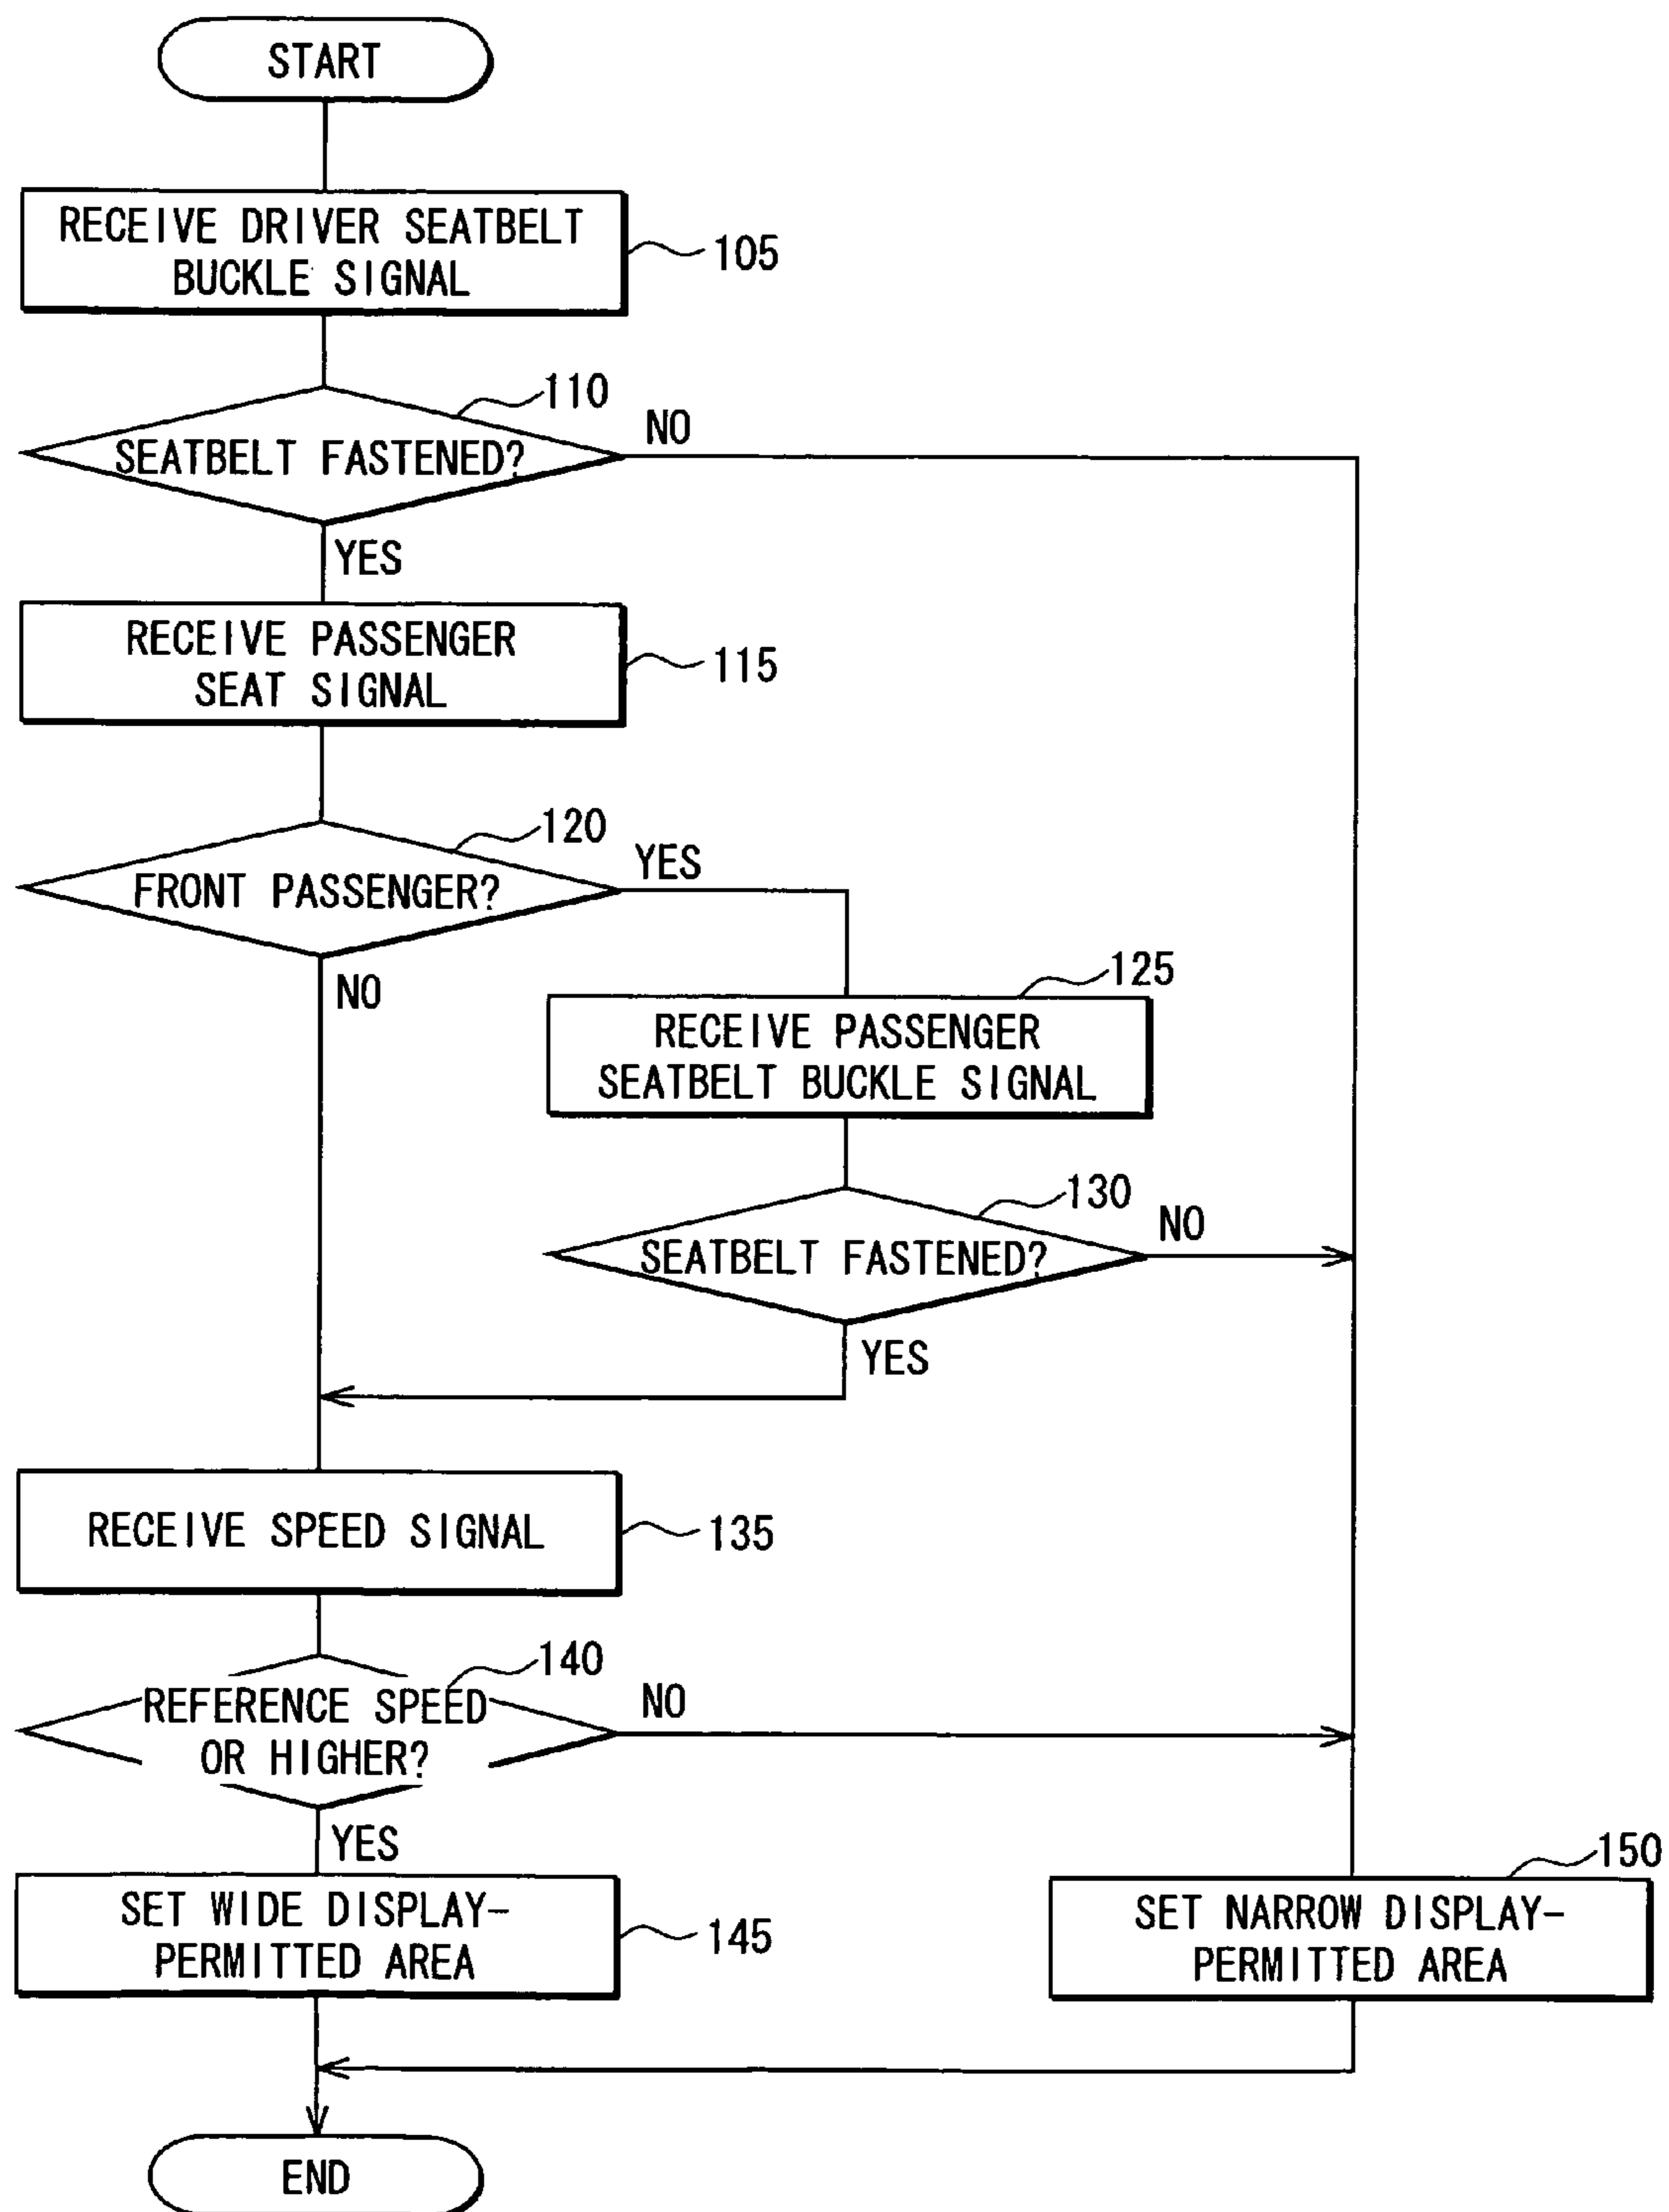 START
RECEIVE DRIVER SEATBELT
BUCKLE SIGNAL
105
110
SEATBELT FASTENED?
NO
YES
RECEIVE PASSENGER
SEAT SIGNAL
115
120
FRONT PASSENGER?
YES
NO
125
RECEIVE PASSENGER
SEATBELT BUCKLE SIGNAL
130
SEATBELT FASTENED?
NO
YES
RECEIVE SPEED SIGNAL
135
140
REFERENCE SPEED
OR HIGHER?
NO
YES
SET WIDE DISPLAY-
PERMITTED AREA
145
150
SET NARROW DISPLAY-
PERMITTED AREA
END